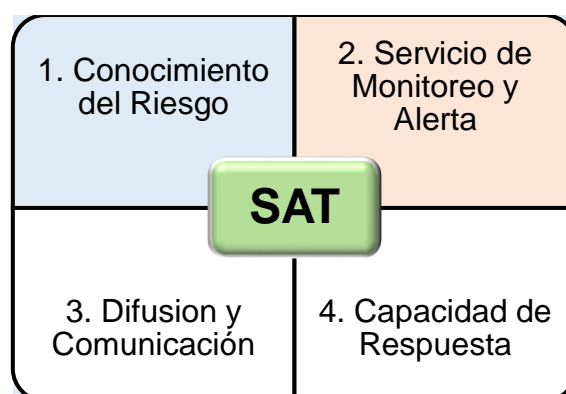 1. Conocimiento
del Riesgo
2. Servicio de
Monitoreo y
Alerta
SAT
3. Difusion y
Comunicación
4. Capacidad de
Respuesta